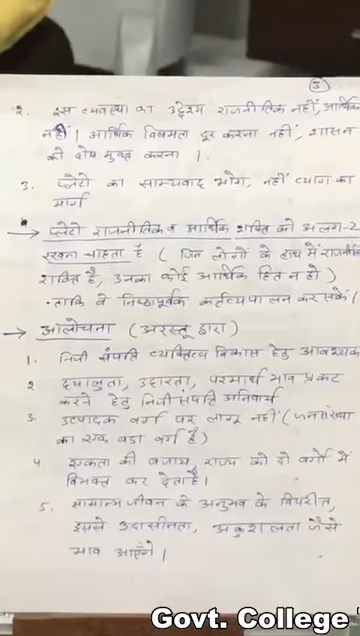 3
2. इस व्यवस्था का उद्देश्य राजनीतिक नहीं, आर्थिक
नहीं। आर्थिक विषमता दूर करना नहीं, शासन
को दोष मुक्त करना ।
3. प्लेटो का साम्यवाद भोग, नहीं त्याग का
मार्ग
→ प्लेटो राजनीतिक व आर्थिक शक्ति को अलग-2
रखना चाहता है ( जिन लोगों के हाथ में राजनीति
शक्ति है, उनका कोई आर्थिक हित न हो )
• ताकि वे निष्ठापूर्वक कर्तव्यपालन कर सकें।
→ आलोचना (अरस्तू द्वारा)
1. निजी संपति व्यक्तित्व विकास हेतु आवश्यक
2 दयालुता, उदारता, परमार्थ भाव प्रकट
करने हेतु निजी संपति अनिवार्य
3. उत्पादक वर्ग पर लागू नहीं (जनसंख्या
का एक बडा वर्ग है)
4 एकता की बजाय राज्य को दो वर्गों में
विभक्त कर देता है।
5. सामान्य जीवन के अनुभव के विपरीत,
इससे उदासीनता, अकुशलता जैसे
भाव आएँगे।
Govt. College